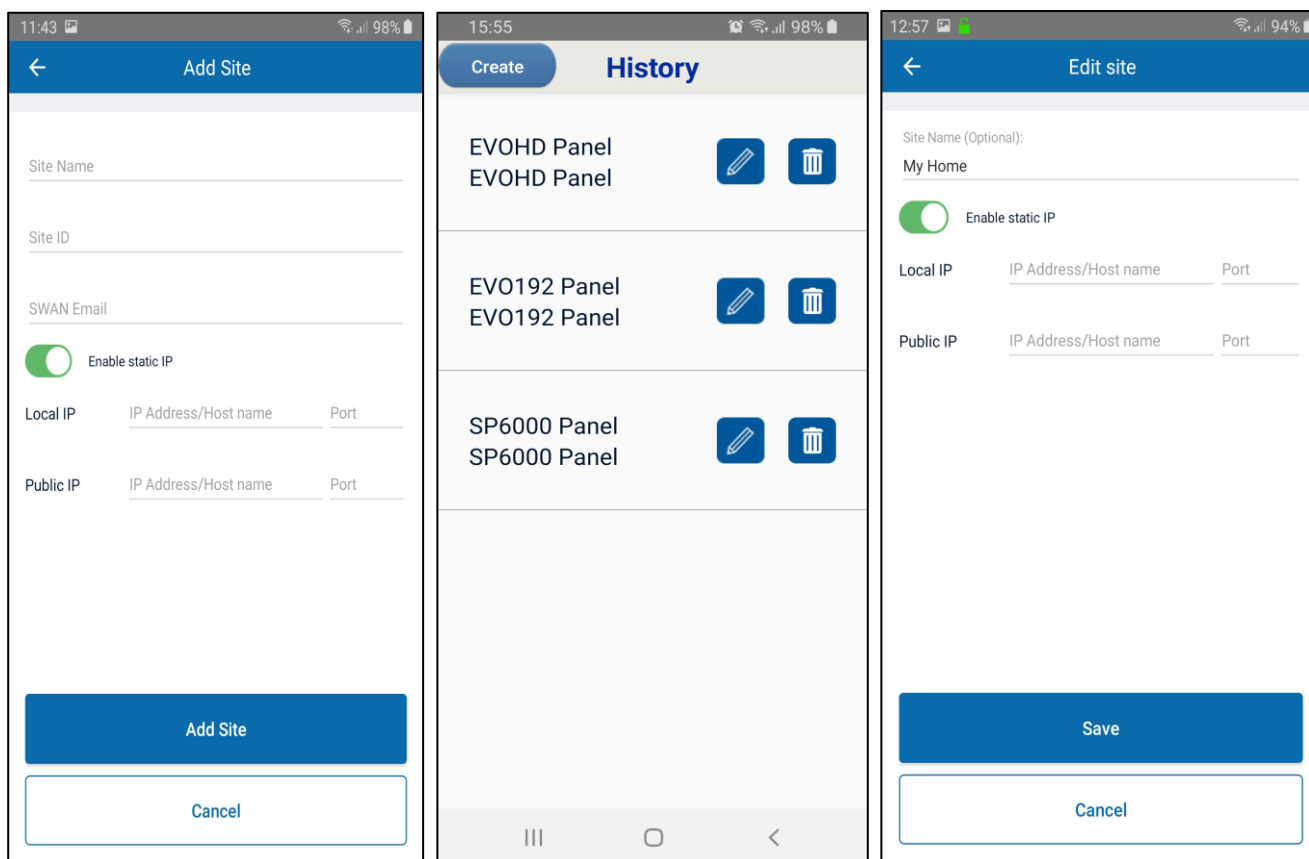 11:43 98%
Add Site
Site Name
Site ID
SWAN Email
Enable static IP
Local IP IP Address/Host name Port
Public IP IP Address/Host name Port
Add Site
Cancel
15:55 98%
Create History
EVOHD Panel
EVOHD Panel
EVO192 Panel
EVO192 Panel
SP6000 Panel
SP6000 Panel
12:57 94%
Edit site
Site Name (Optional):
My Home
Enable static IP
Local IP IP Address/Host name Port
Public IP IP Address/Host name Port
Save
Cancel